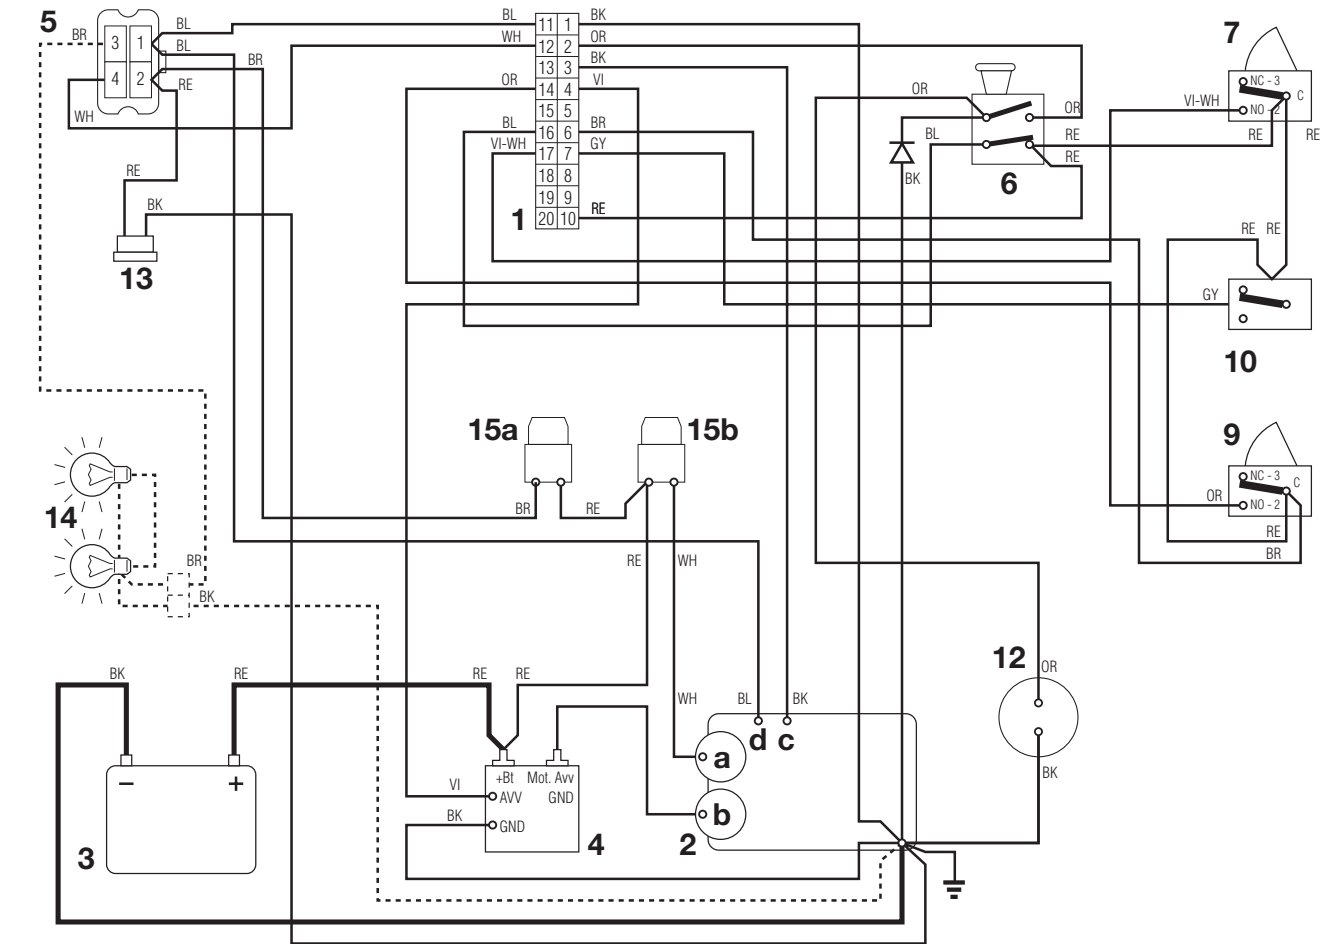 5
BR
3
1
4
2
BL
BL
BR
RE
WH
RE
BK
13
BL
WH
OR
BL
VI-WH
11 1
12 2
13 3
14 4
15 5
16 6
17 7
18 8
19 9
20 10
1
BK
OR
BK
VI
BR
GY
RE
OR
BL
BK
OR
RE
RE
6
7
NC - 3
C
NO - 2
VI-WH
RE
RE
RE RE
GY
10
15a
15b
BR
RE
RE
WH
9
NC - 3
C
NO - 2
OR
RE
BR
14
BR
BK
BK
RE
RE
RE
WH
BL
BK
12
OR
BK
d c
a
b
2
− +
3
+Bt Mot. Avv
AVV GND
GND
VI
BK
4